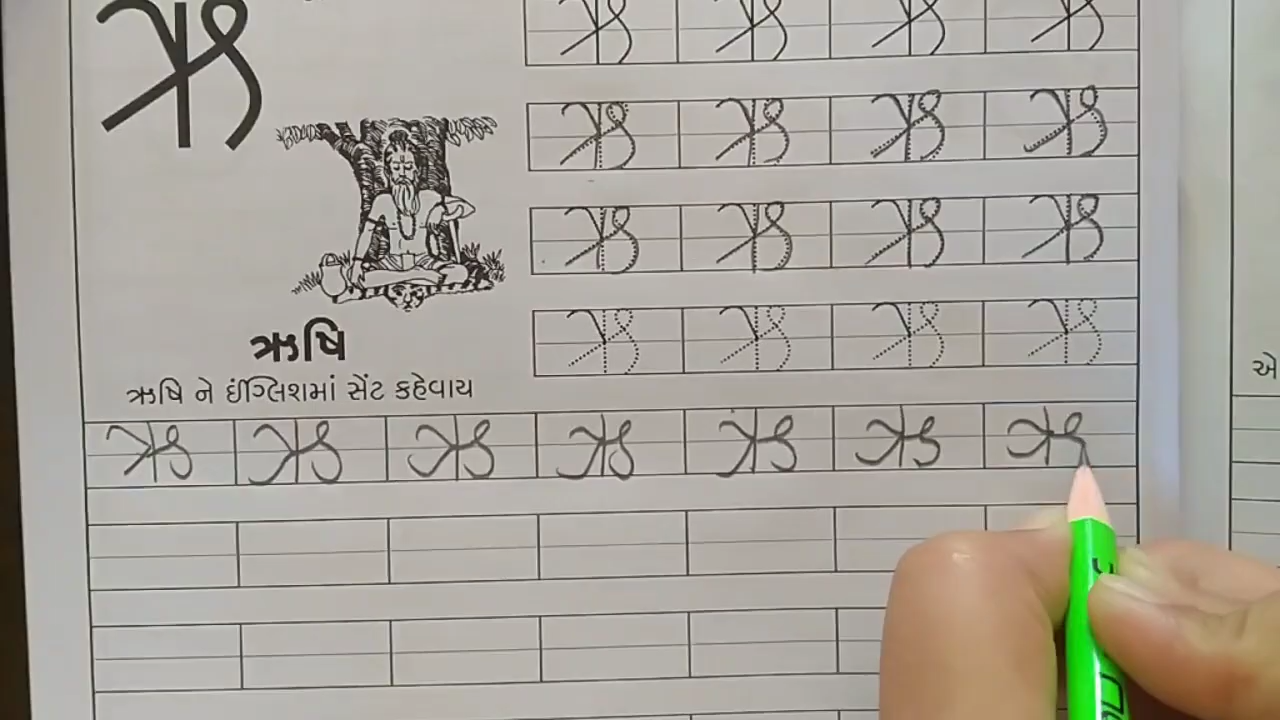 ઋ
ઋ ઋ ઋ ઋ
ઋ ઋ ઋ ઋ
ઋ ઋ ઋ ઋ
ઋ ઋ ઋ ઋ
ઋષિ
ઋષિ ને ઇંગ્લિશમાં સેંટ કહેવાય
ઋ ઋ ઋ ઋ ઋ ઋ ઋ
એ